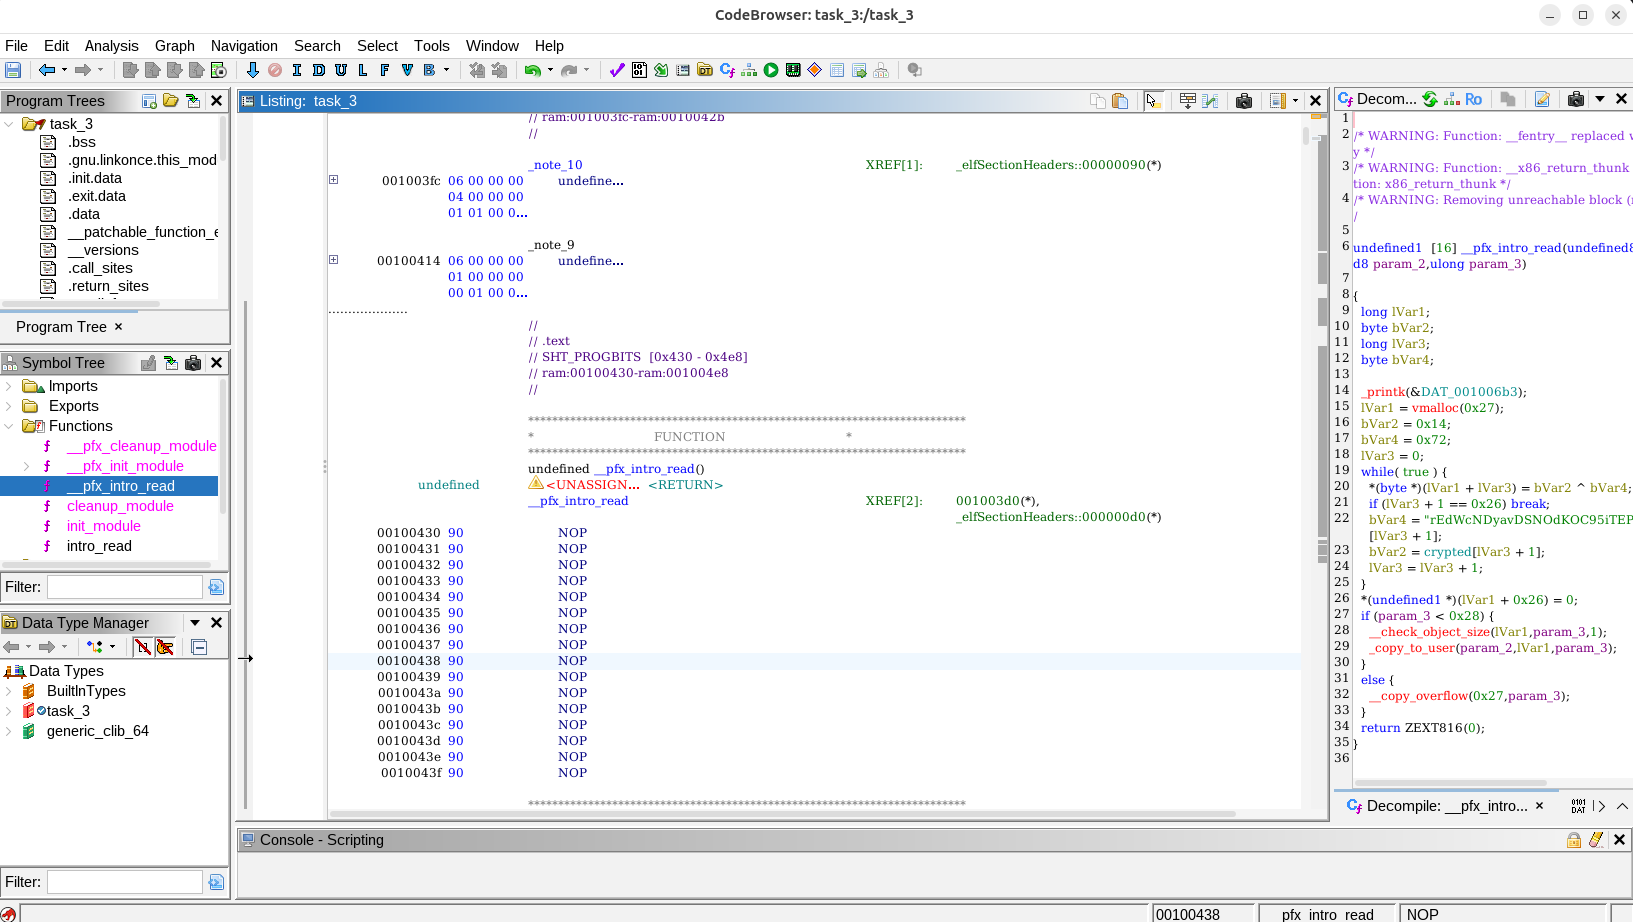 CodeBrowser: task_3:/task_3
File Edit Analysis Graph Navigation Search Select Tools Window Help
I D U L F V B
Program Trees
task_3
.bss
.gnu.linkonce.this_mod
.init.data
.exit.data
.data
__patchable_function_e
__versions
.call_sites
.return_sites
Program Tree ×
Symbol Tree
Imports
Exports
Functions
f __pfx_cleanup_module
f __pfx_init_module
f __pfx_intro_read
f cleanup_module
f init_module
f intro_read
Filter:
Data Type Manager
Data Types
BuiltInTypes
task_3
generic_clib_64
Filter:
Listing: task_3
// ram:001003fc-ram:0010042b
//
_note_10 XREF[1]: _elfSectionHeaders::00000090(*)
001003fc 06 00 00 00 undefine...
04 00 00 00
01 01 00 0...
_note_9
00100414 06 00 00 00 undefine...
01 00 00 00
00 01 00 0...
//
// .text
// SHT_PROGBITS [0x430 - 0x4e8]
// ram:00100430-ram:001004e8
//
* FUNCTION *
undefined __pfx_intro_read()
undefined <UNASSIGN... <RETURN>
__pfx_intro_read XREF[2]: 001003d0(*),
_elfSectionHeaders::000000d0(*)
00100430 90 NOP
00100431 90 NOP
00100432 90 NOP
00100433 90 NOP
00100434 90 NOP
00100435 90 NOP
00100436 90 NOP
00100437 90 NOP
00100438 90 NOP
00100439 90 NOP
0010043a 90 NOP
0010043b 90 NOP
0010043c 90 NOP
0010043d 90 NOP
0010043e 90 NOP
0010043f 90 NOP
Decom... Ro
1
2 /* WARNING: Function: __fentry__ replaced w
y */
3 /* WARNING: Function: __x86_return_thunk
tion: x86_return_thunk */
4 /* WARNING: Removing unreachable block (r
/
5
6 undefined1 [16] __pfx_intro_read(undefined8
d8 param_2,ulong param_3)
7
8 {
9 long lVar1;
10 byte bVar2;
11 long lVar3;
12 byte bVar4;
13
14 _printk(&DAT_001006b3);
15 lVar1 = vmalloc(0x27);
16 bVar2 = 0x14;
17 bVar4 = 0x72;
18 lVar3 = 0;
19 while( true ) {
20 *(byte *)(lVar1 + lVar3) = bVar2 ^ bVar4;
21 if (lVar3 + 1 == 0x26) break;
22 bVar4 = "rEdWcNDyavDSNOdKOC95iTEP
[lVar3 + 1];
23 bVar2 = crypted[lVar3 + 1];
24 lVar3 = lVar3 + 1;
25 }
26 *(undefined1 *)(lVar1 + 0x26) = 0;
27 if (param_3 < 0x28) {
28 __check_object_size(lVar1,param_3,1);
29 _copy_to_user(param_2,lVar1,param_3);
30 }
31 else {
32 __copy_overflow(0x27,param_3);
33 }
34 return ZEXT816(0);
35 }
36
Decompile: __pfx_intro... ×
Console - Scripting
00100438 __pfx_intro_read NOP